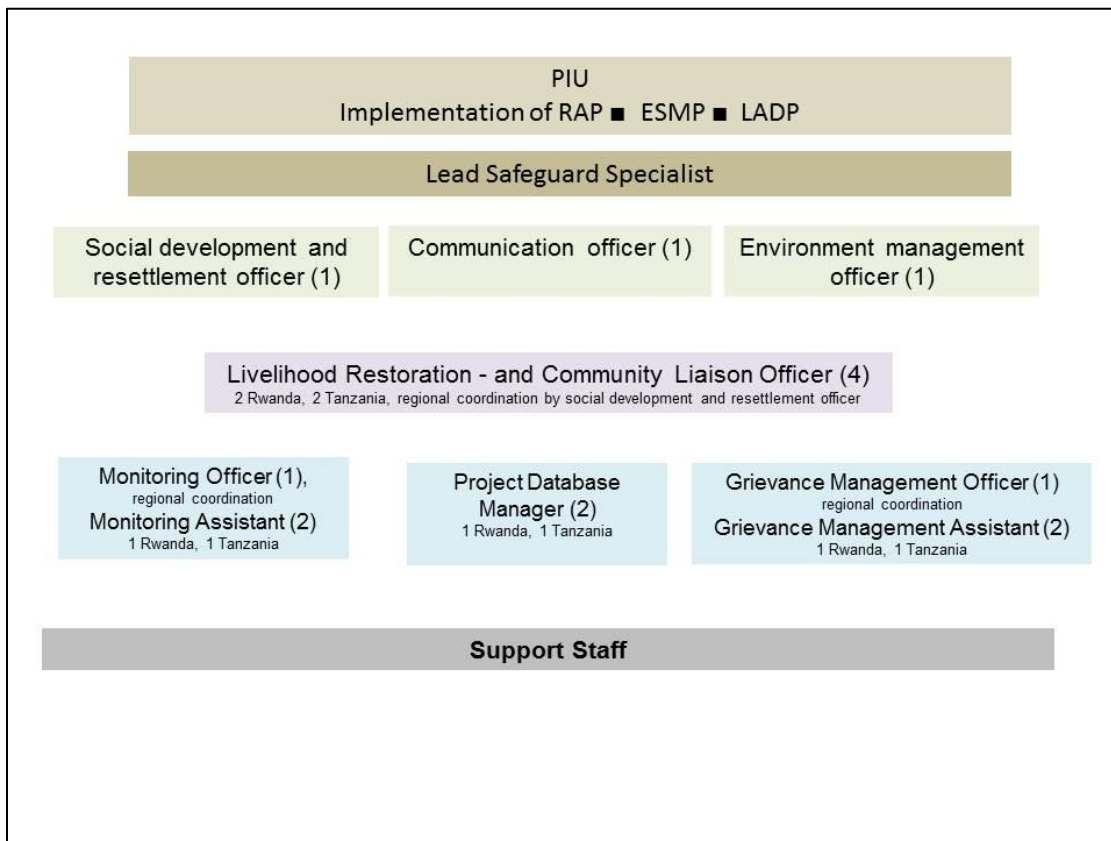 PIU
Implementation of RAP ■ ESMP ■ LADP
Lead Safeguard Specialist
Social development and
resettlement officer (1)
Communication officer (1)
Environment management
officer (1)
Livelihood Restoration - and Community Liaison Officer (4)
2 Rwanda, 2 Tanzania, regional coordination by social development and resettlement officer
Monitoring Officer (1),
regional coordination
Monitoring Assistant (2)
1 Rwanda, 1 Tanzania
Project Database
Manager (2)
1 Rwanda, 1 Tanzania
Grievance Management Officer (1)
regional coordination
Grievance Management Assistant (2)
1 Rwanda, 1 Tanzania
Support Staff